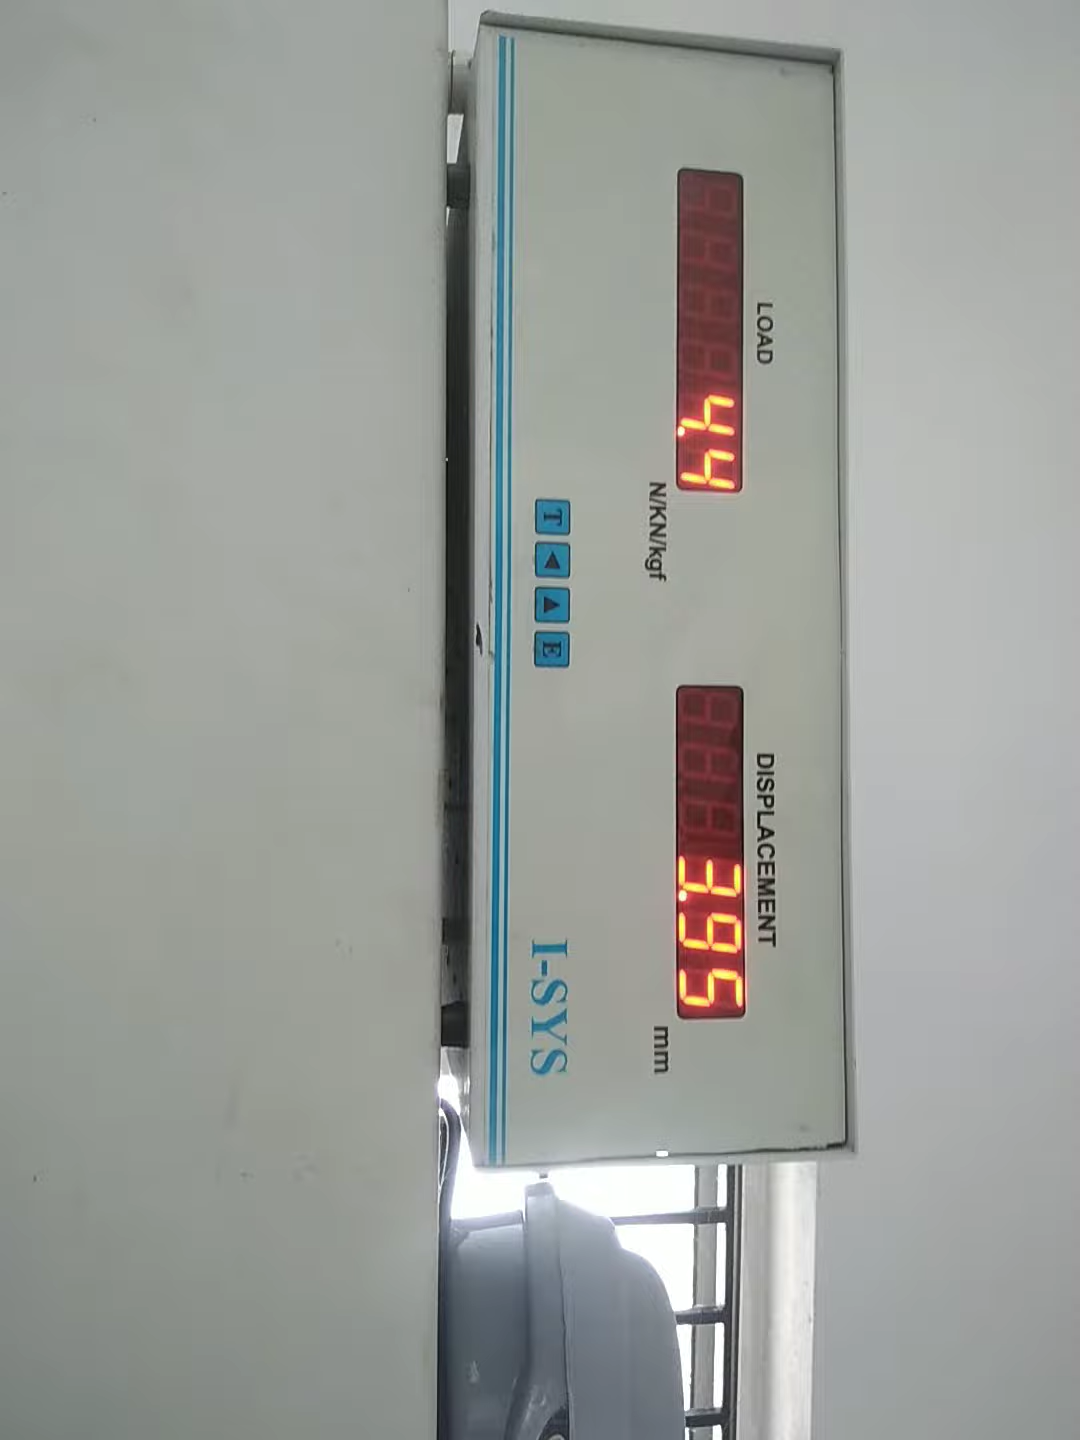 LOAD
4.4
N/KN/kgf
DISPLACEMENT
3.95
mm
T ◀ ▲ E
I-SYS